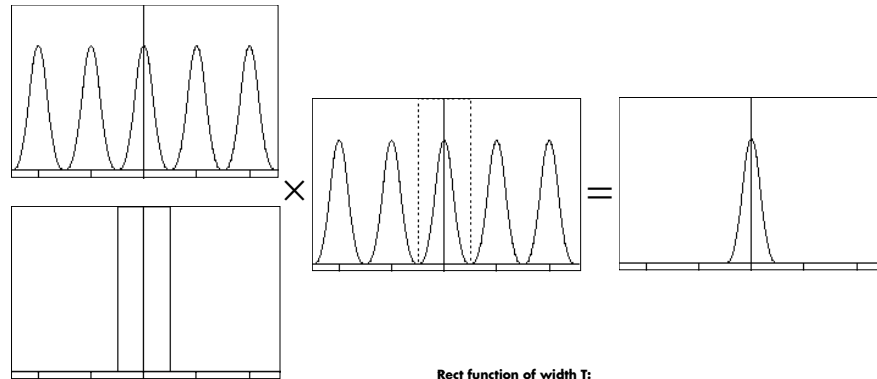 ×
=
Rect function of width T: